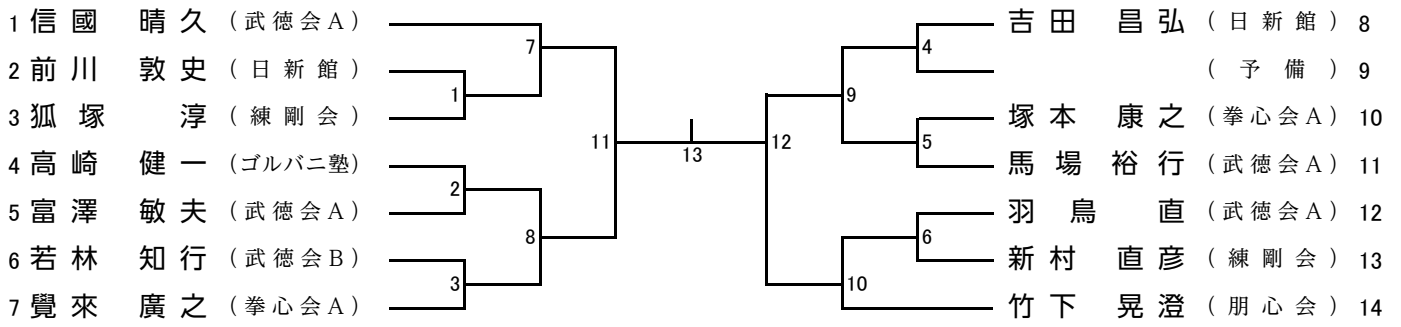 1 信國 晴久 (武徳会A)
2 前川 敦史 (日新館)
3 狐塚 淳 (練剛会)
4 高崎 健一 (ゴルバニ塾)
5 富澤 敏夫 (武徳会A)
6 若林 知行 (武徳会B)
7 覺來 廣之 (拳心会A)
7
1
2
8
3
11
13
12
4
9
5
6
10
吉田 昌弘 (日新館) 8
(予備) 9
塚本 康之 (拳心会A) 10
馬場 裕行 (武徳会A) 11
羽鳥 直 (武徳会A) 12
新村 直彦 (練剛会) 13
竹下 晃澄 (朋心会) 14